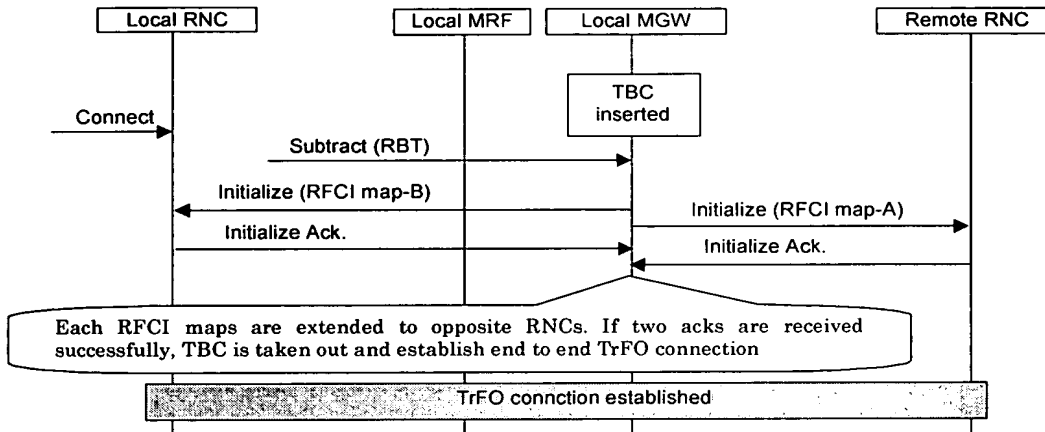 Local RNC
Local MRF
Local MGW
Remote RNC
TBC
inserted
Connect
Subtract (RBT)
Initialize (RFCI map-B)
Initialize (RFCI map-A)
Initialize Ack.
Initialize Ack.
Each RFCI maps are extended to opposite RNCs. If two acks are received
successfully, TBC is taken out and establish end to end TrFO connection
TrFO connction established